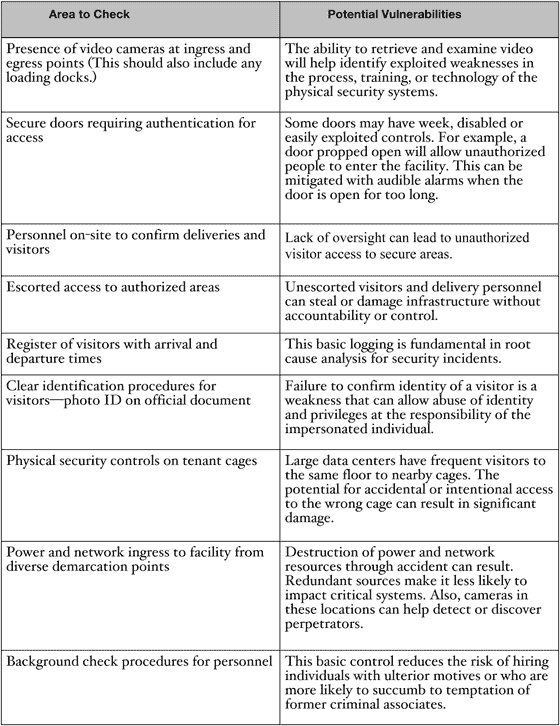 Area to Check
Potential Vulnerabilities
Presence of video cameras at ingress and
egress points (This should also include any
loading docks.)
The ability to retrieve and examine video
will help identify exploited weaknesses in
the process, training, or technology of the
physical security systems.
Secure doors requiring authentication for
access
Some doors may have week, disabled or
easily exploited controls. For example, a
door propped open will allow unauthorized
people to enter the facility. This can be
mitigated with audible alarms when the
door is open for too long.
Personnel on-site to confirm deliveries and
visitors
Lack of oversight can lead to unauthorized
visitor access to secure areas.
Escorted access to authorized areas
Unescorted visitors and delivery personnel
can steal or damage infrastructure without
accountability or control.
Register of visitors with arrival and
departure times
This basic logging is fundamental in root
cause analysis for security incidents.
Clear identification procedures for
visitors—photo ID on official document
Failure to confirm identity of a visitor is a
weakness that can allow abuse of identity
and privileges at the responsibility of the
impersonated individual.
Physical security controls on tenant cages
Large data centers have frequent visitors to
the same floor to nearby cages. The
potential for accidental or intentional access
to the wrong cage can result in significant
damage.
Power and network ingress to facility from
diverse demarcation points
Destruction of power and network
resources through accident can result.
Redundant sources make it less likely to
impact critical systems. Also, cameras in
these locations can help detect or discover
perpetrators.
Background check procedures for personnel
This basic control reduces the risk of hiring
individuals with ulterior motives or who are
more likely to succumb to temptation of
former criminal associates.